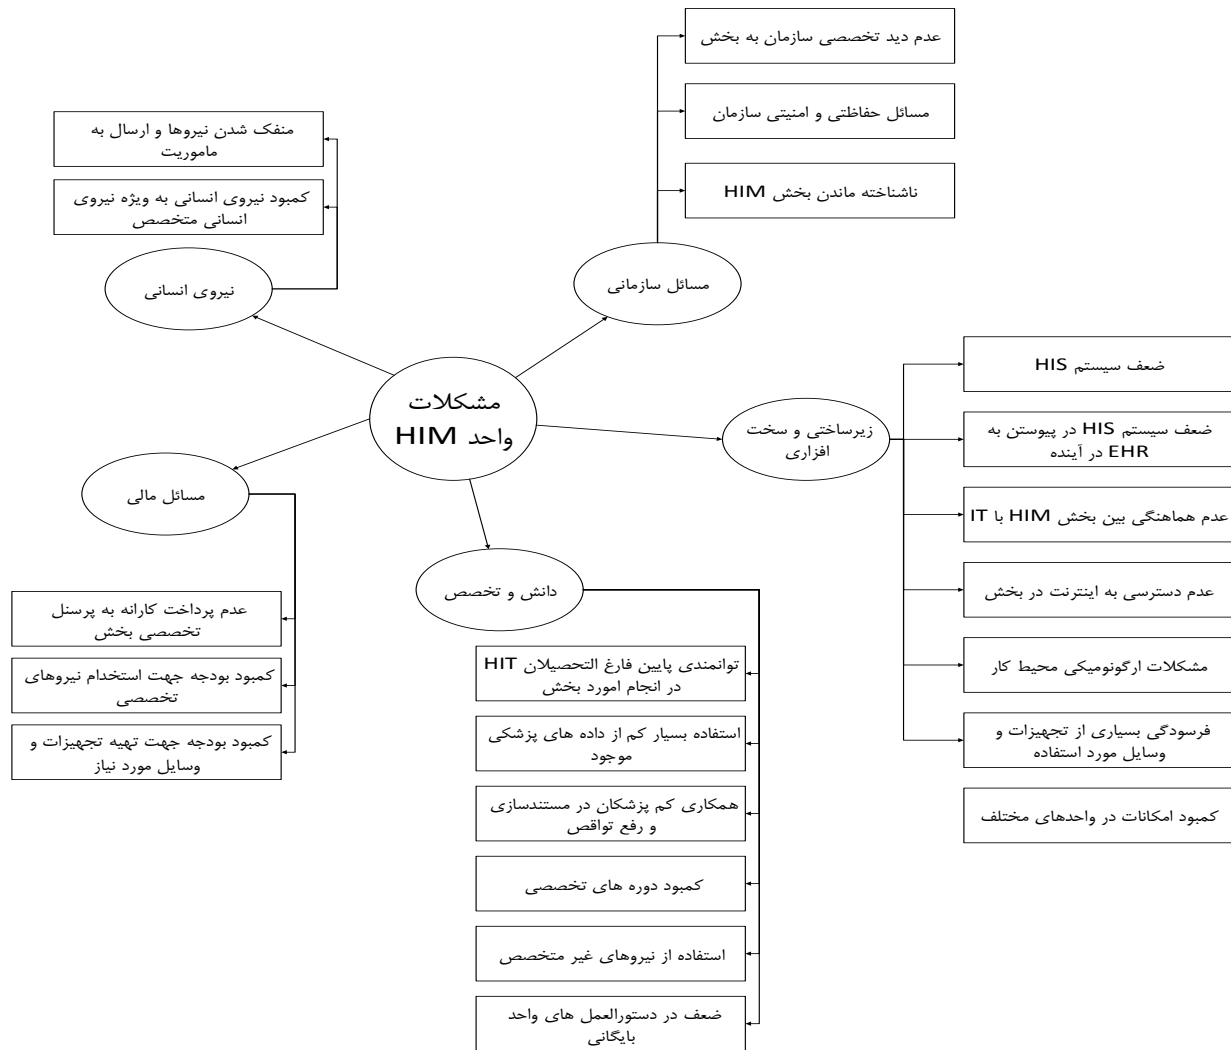 عدم دید تخصصی سازمان به بخش
مسائل حفاظتی و امنیتی سازمان
ناشناخته ماندن بخش HIM
مسائل سازمانی
منفک شدن نیروها و ارسال به
ماموریت
کمبود نیروی انسانی به ویژه نیروی
انسانی متخصص
نیروی انسانی
مشکلات
واحد HIM
زیرساختی و سخت
افزاری
ضعف سیستم HIS
ضعف سیستم HIS در پیوستن به
EHR در آینده
عدم هماهنگی بین بخش HIM با IT
عدم دسترسی به اینترنت در بخش
مشکلات ارگونومیکی محیط کار
فرسودگی بسیاری از تجهیزات و
وسایل مورد استفاده
کمبود امکانات در واحدهای مختلف
مسائل مالی
عدم پرداخت کارانه به پرسنل
تخصصی بخش
کمبود بودجه جهت استخدام نیروهای
تخصصی
کمبود بودجه جهت تهیه تجهیزات و
وسایل مورد نیاز
دانش و تخصص
توانمندی پایین فارغ التحصیلان HIT
در انجام امورد بخش
استفاده بسیار کم از داده های پزشکی
موجود
همکاری کم پزشکان در مستندسازی
و رفع تواقص
کمبود دوره های تخصصی
استفاده از نیروهای غیر متخصص
ضعف در دستورالعمل های واحد
بایگانی